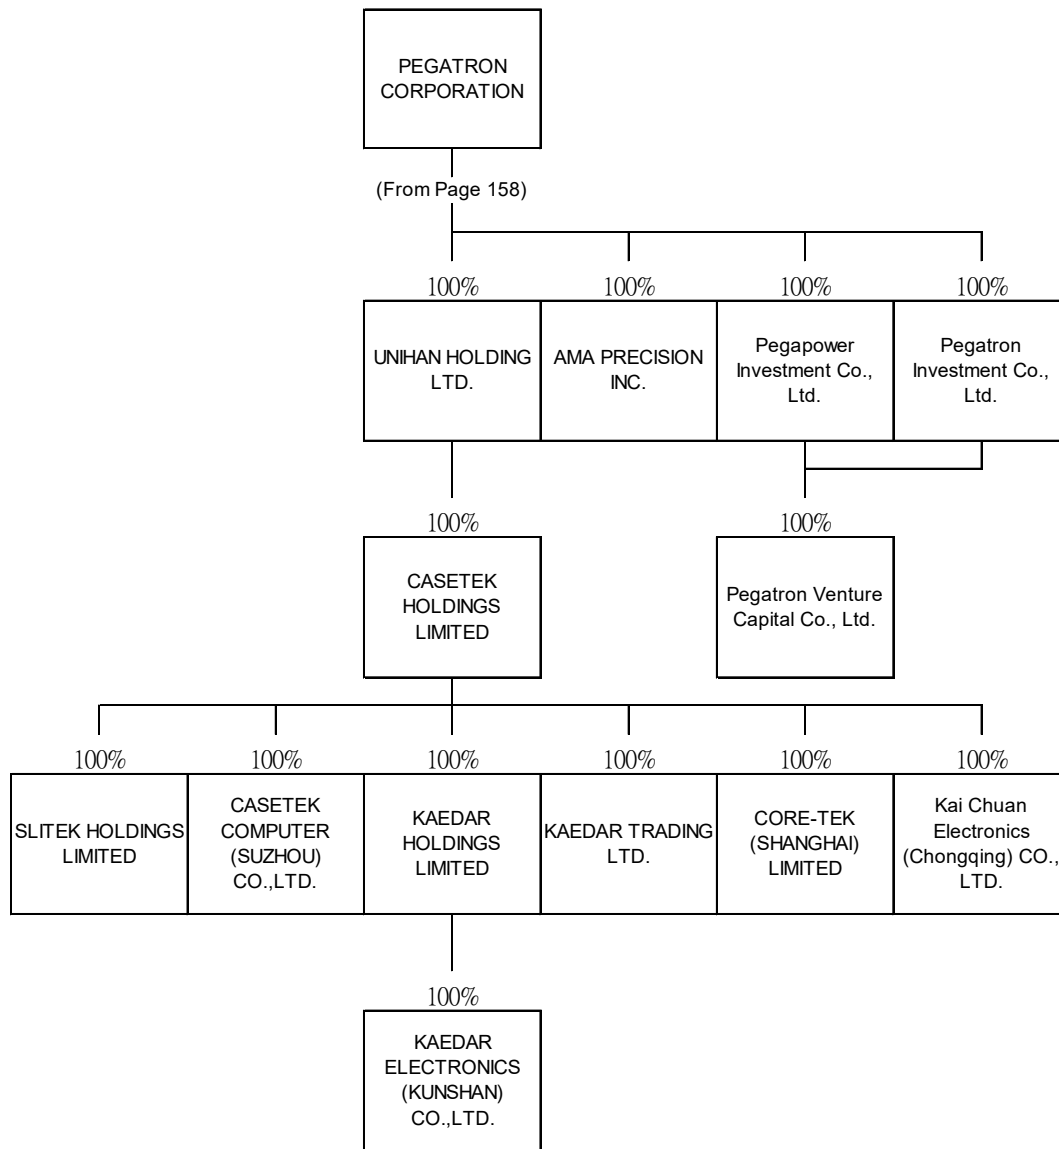 PEGATRON
CORPORATION
(From Page 158)
100%
100%
100%
100%
UNIHAN HOLDING
LTD.
AMA PRECISION
INC.
Pegapower
Investment Co.,
Ltd.
Pegatron
Investment Co.,
Ltd.
100%
100%
CASETEK
HOLDINGS
LIMITED
Pegatron Venture
Capital Co., Ltd.
100%
100%
100%
100%
100%
100%
SLITEK HOLDINGS
LIMITED
CASETEK
COMPUTER
(SUZHOU)
CO.,LTD.
KAEDAR
HOLDINGS
LIMITED
KAEDAR TRADING
LTD.
CORE-TEK
(SHANGHAI)
LIMITED
Kai Chuan
Electronics
(Chongqing) CO.,
LTD.
100%
KAEDAR
ELECTRONICS
(KUNSHAN)
CO.,LTD.